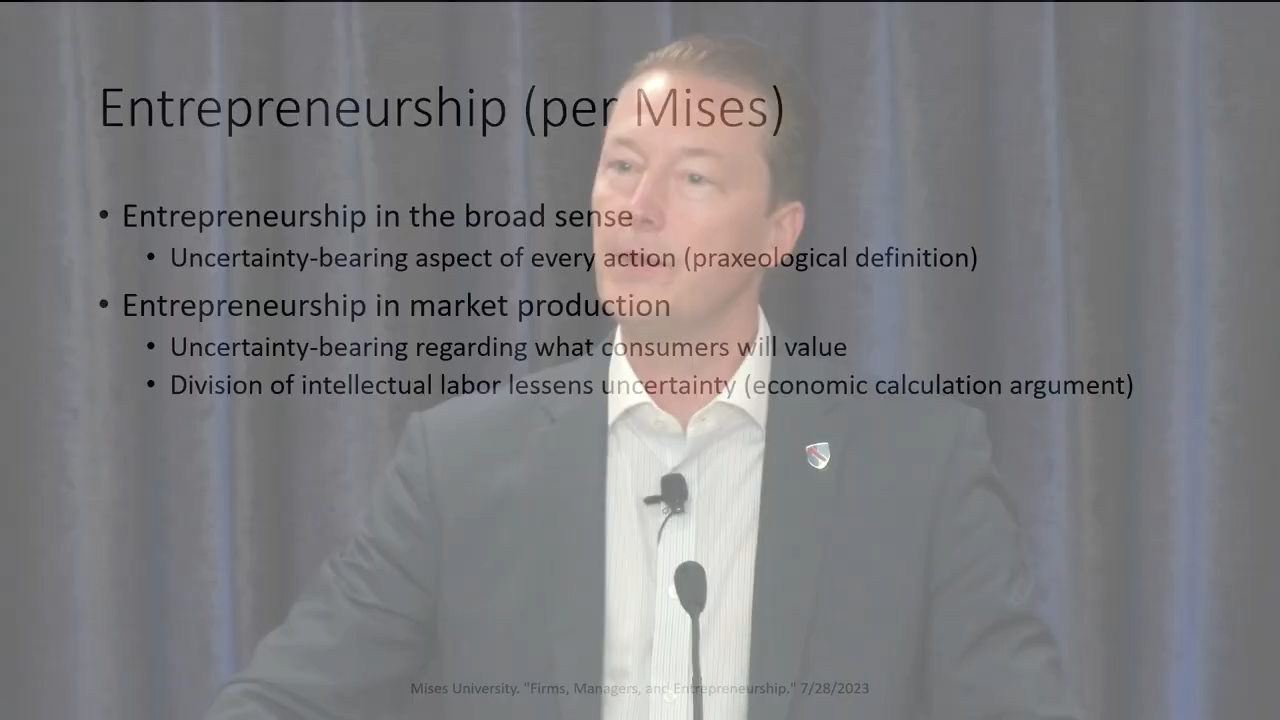 Entrepreneurship (per Mises)
• Entrepreneurship in the broad sense
• Uncertainty-bearing aspect of every action (praxeological definition)
• Entrepreneurship in market production
• Uncertainty-bearing regarding what consumers will value
• Division of intellectual labor lessens uncertainty (economic calculation argument)
Mises University. "Firms, Managers, and Entrepreneurship." 7/28/2023